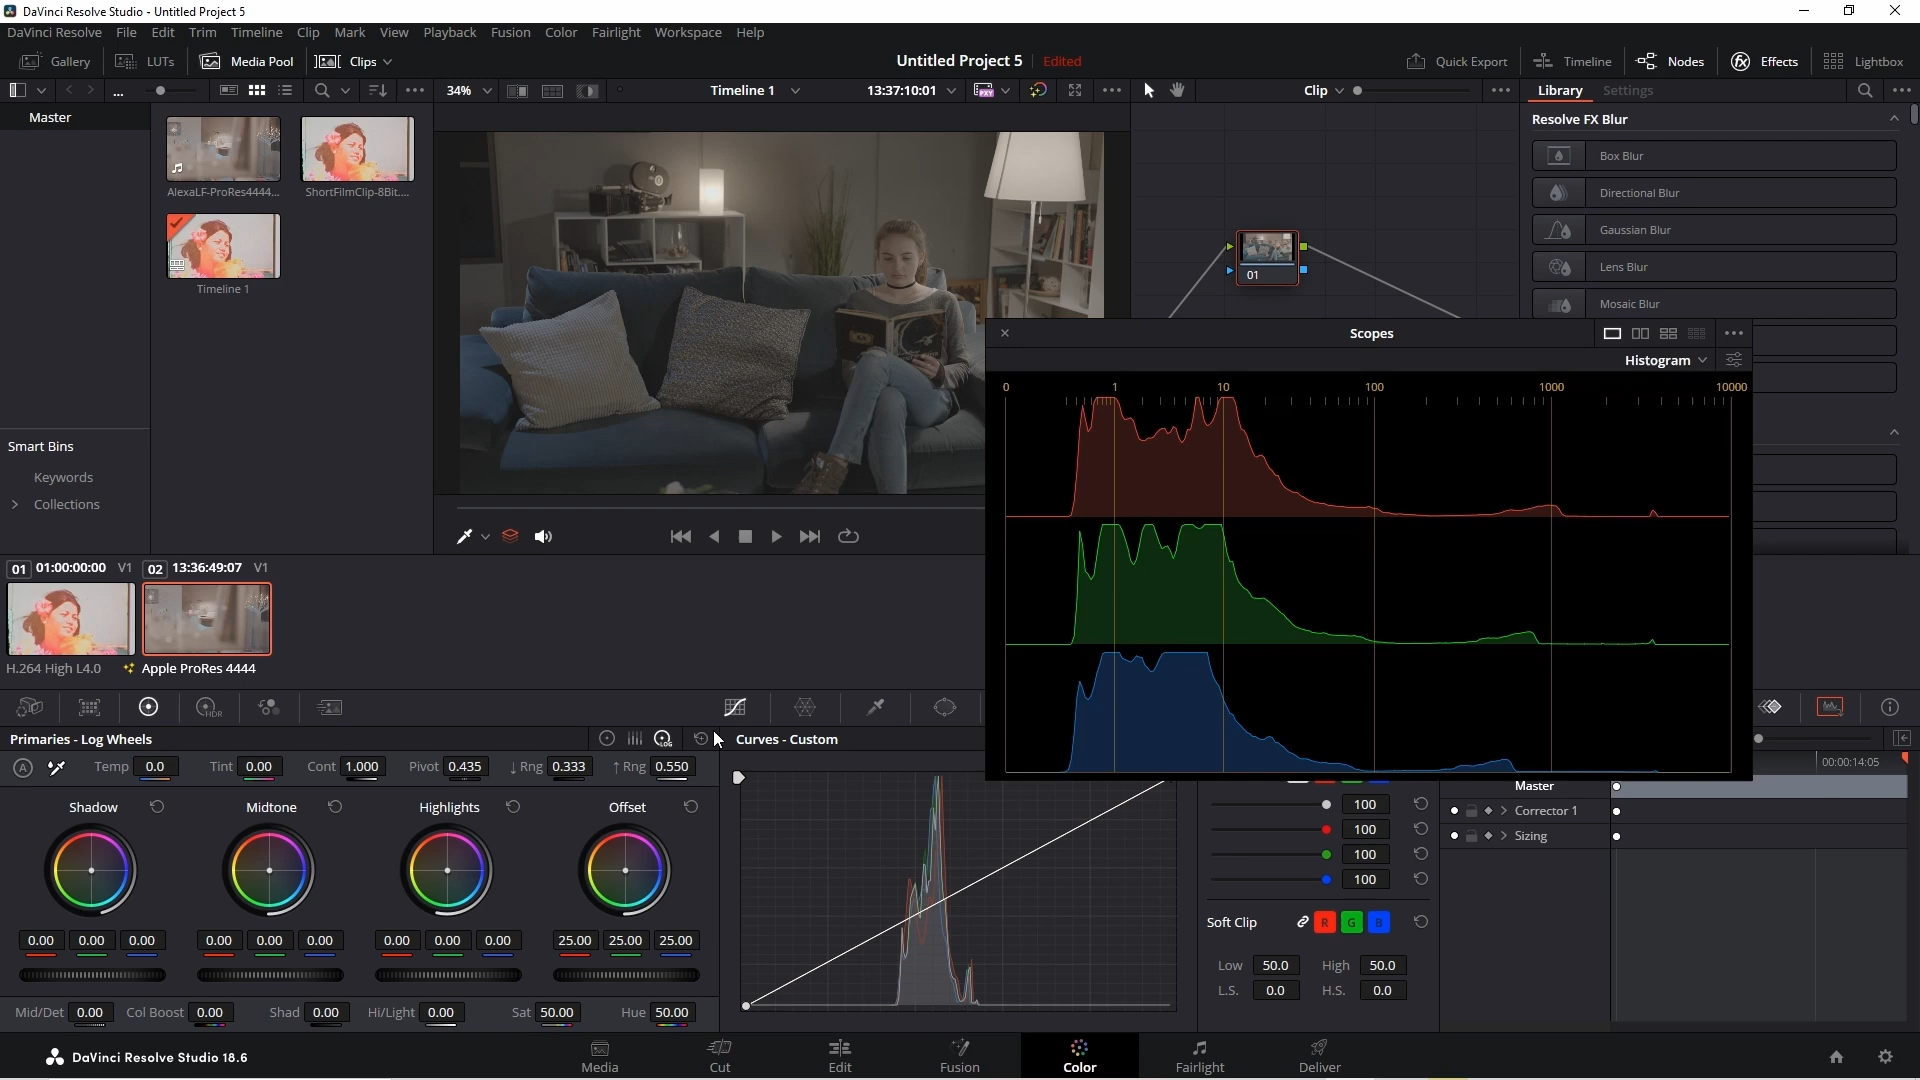 DaVinci Resolve Studio - Untitled Project 5
DaVinci Resolve File Edit Trim Timeline Clip Mark View Playback Fusion Color Fairlight Workspace Help
Gallery LUTs Media Pool Clips Untitled Project 5 Edited Quick Export Timeline Nodes Effects Lightbox
... 34% Timeline 1 13:37:10:01 PXY Clip Library Settings
Master
AlexaLF-ProRes4444... ShortFilmClip-8Bit....
Timeline 1
Smart Bins
Keywords
Collections
01
Resolve FX Blur
Box Blur
Directional Blur
Gaussian Blur
Lens Blur
Mosaic Blur
Scopes
Histogram
0 1 10 100 1000 10000
01 01:00:00:00 V1 02 13:36:49:07 V1
H.264 High L4.0 Apple ProRes 4444
HDR
Primaries - Log Wheels LOG Curves - Custom
A Temp 0.0 Tint 0.00 Cont 1.000 Pivot 0.435 ↓ Rng 0.333 ↑ Rng 0.550
Shadow Midtone Highlights Offset
0.00 0.00 0.00 0.00 0.00 0.00 0.00 0.00 0.00 25.00 25.00 25.00
Mid/Det 0.00 Col Boost 0.00 Shad 0.00 Hi/Light 0.00 Sat 50.00 Hue 50.00
100
100
100
100
Soft Clip R G B
Low 50.0 High 50.0
L.S. 0.0 H.S. 0.0
00:00:14:05
Master
Corrector 1
Sizing
DaVinci Resolve Studio 18.6
Media Cut Edit Fusion Color Fairlight Deliver